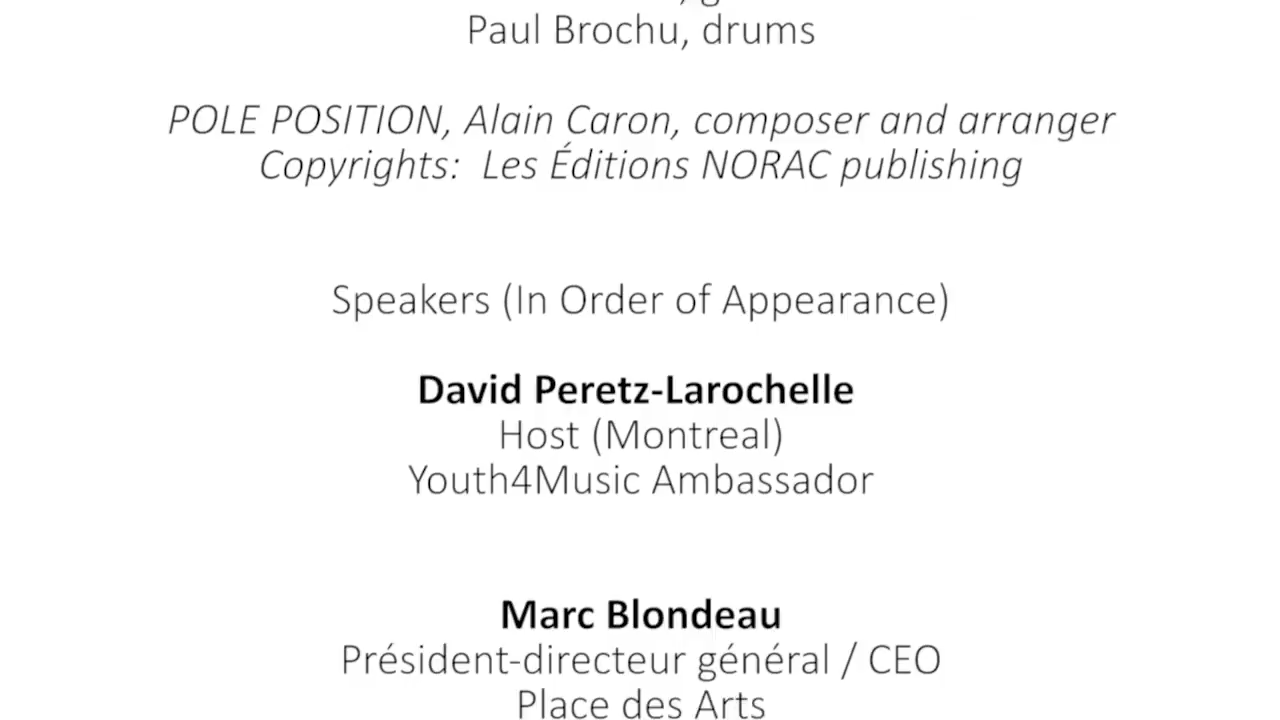 Paul Brochu, drums
POLE POSITION, Alain Caron, composer and arranger
Copyrights: Les Éditions NORAC publishing
Speakers (In Order of Appearance)
David Peretz-Larochelle
Host (Montreal)
Youth4Music Ambassador
Marc Blondeau
Président-directeur général / CEO
Place des Arts